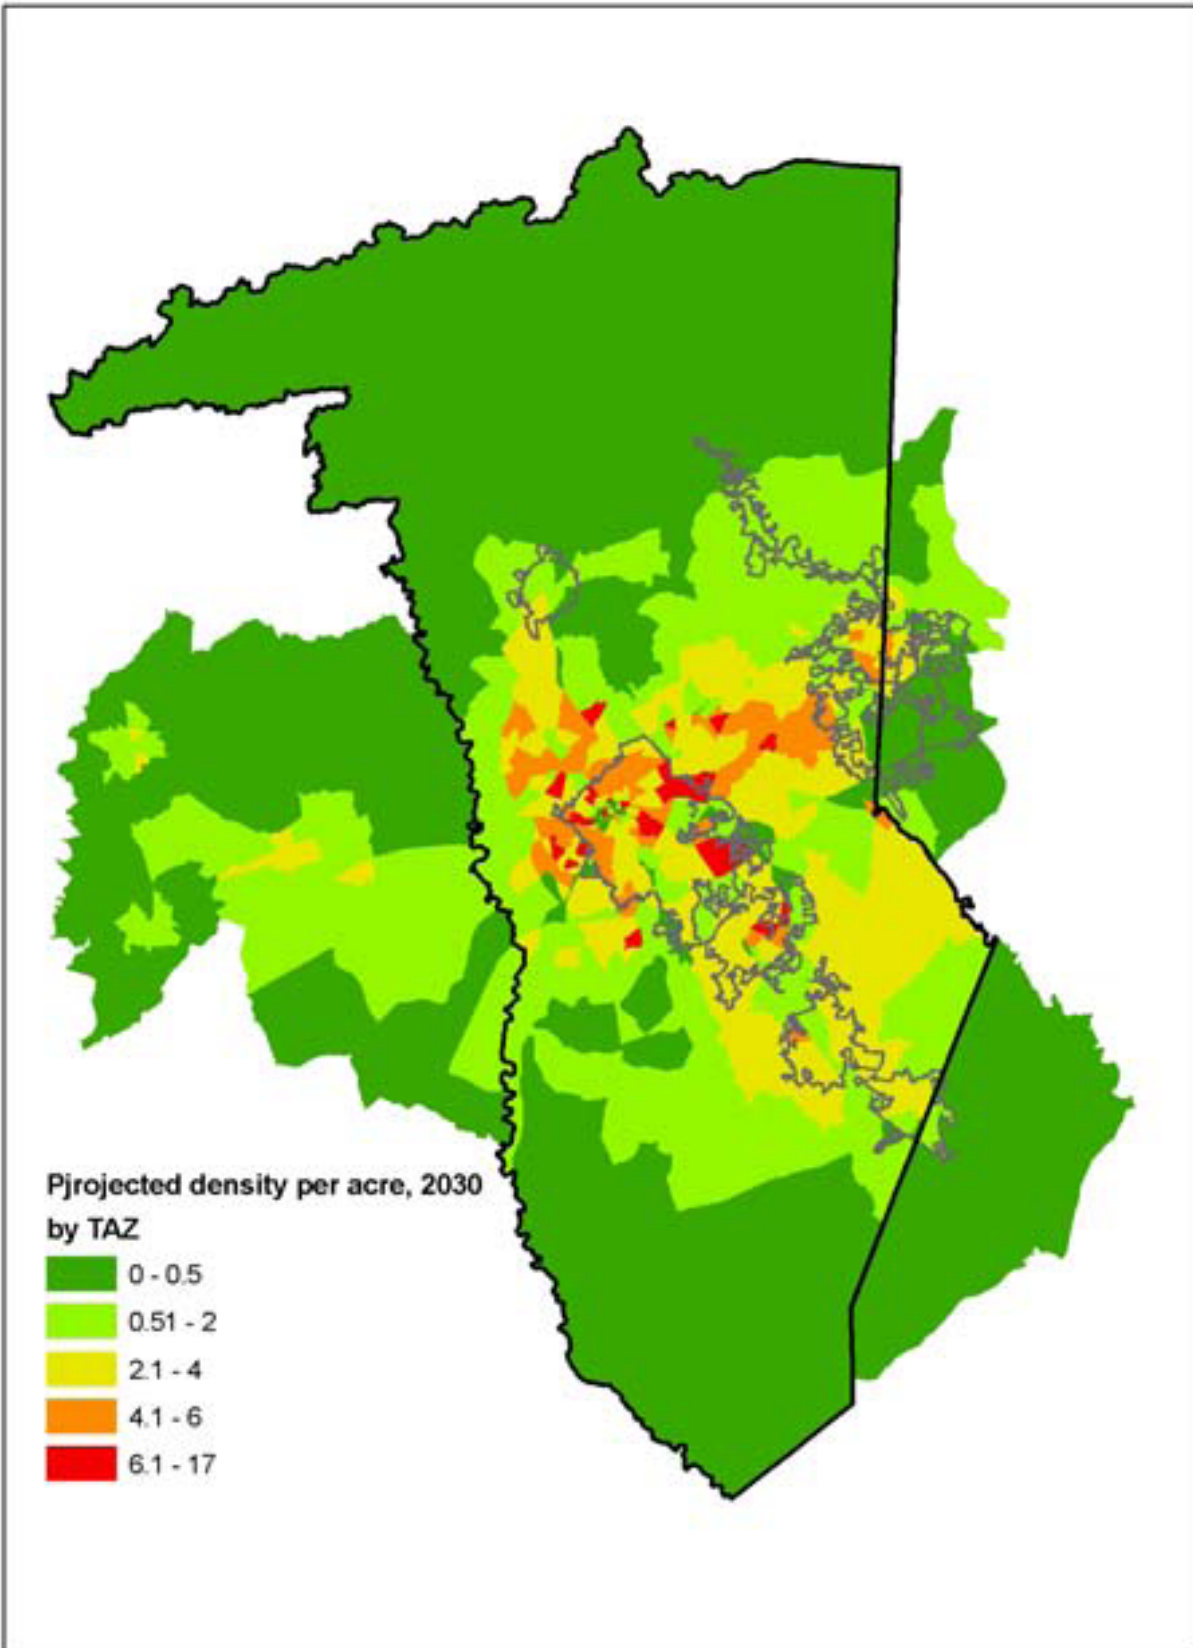 Pjrojected density per acre, 2030
by TAZ
0 - 0.5
0.51 - 2
2.1 - 4
4.1 - 6
6.1 - 17